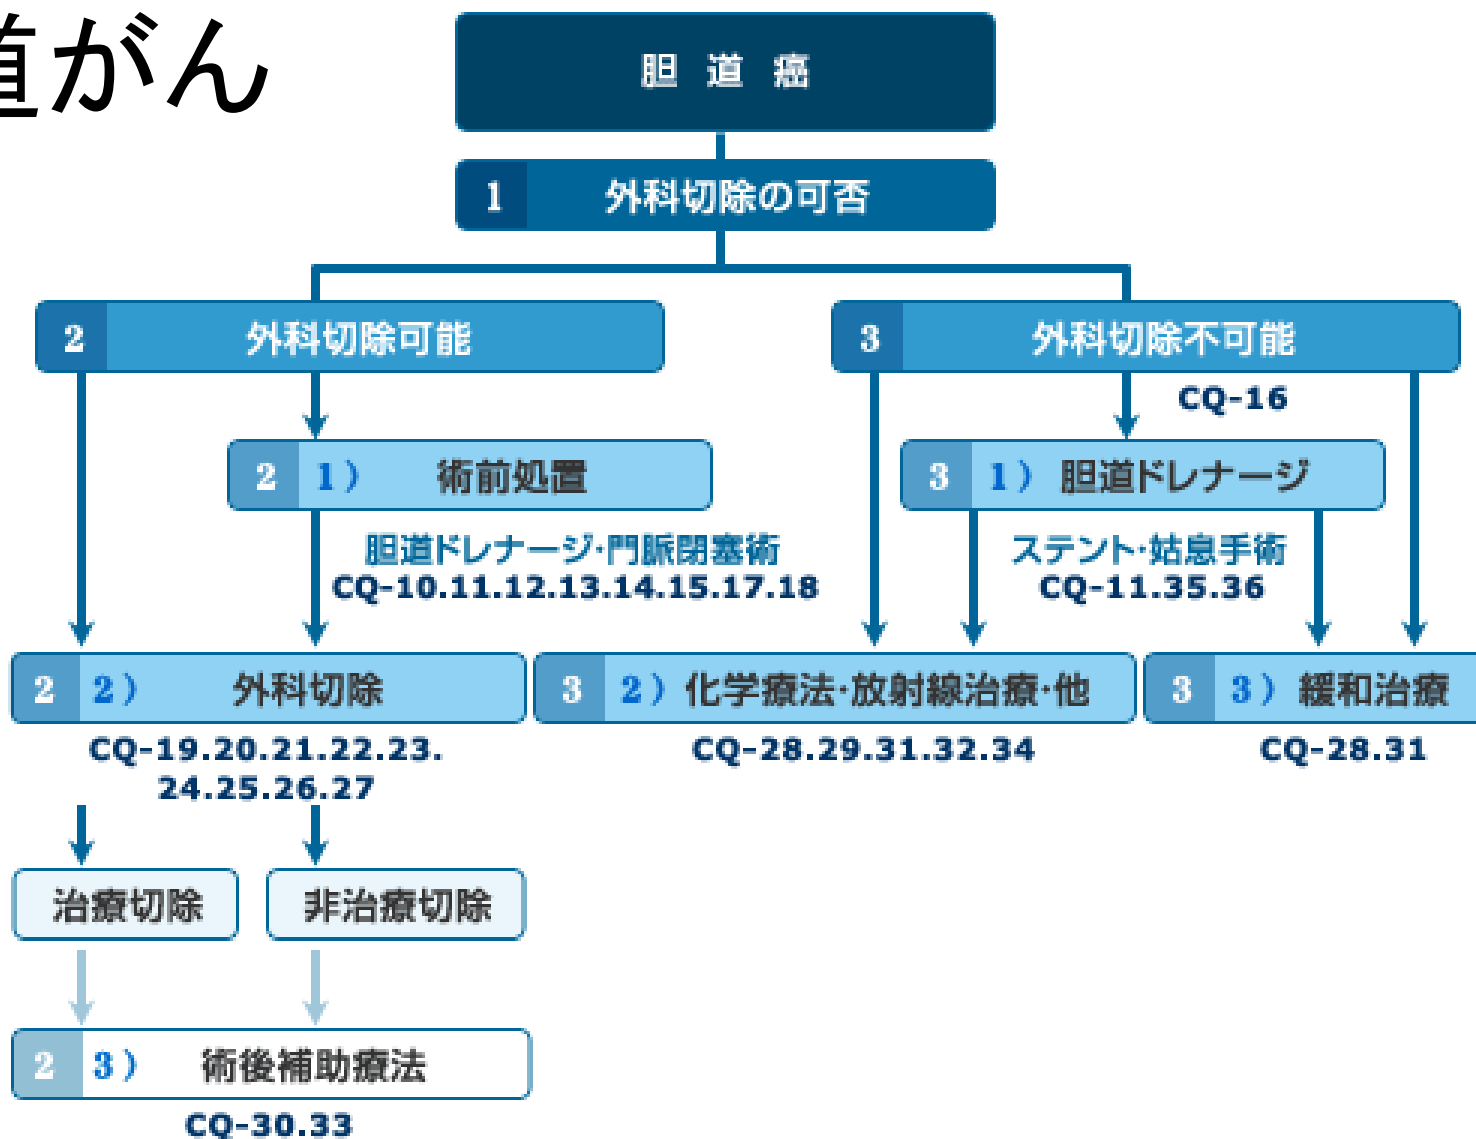 道がん
胆 道 癌
1 外科切除の可否
2 外科切除可能
3 外科切除不可能
CQ-16
2 1) 術前処置
3 1) 胆道ドレナージ
胆道ドレナージ・門脈閉塞術
CQ-10.11.12.13.14.15.17.18
ステント・姑息手術
CQ-11.35.36
2 2) 外科切除
3 2) 化学療法・放射線治療・他
3 3) 緩和治療
CQ-19.20.21.22.23.
24.25.26.27
CQ-28.29.31.32.34
CQ-28.31
治療切除
非治療切除
2 3) 術後補助療法
CQ-30.33